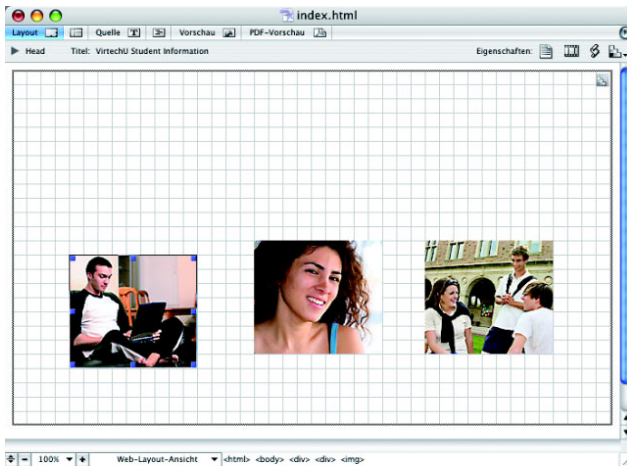 index.html
Layout Quelle Vorschau PDF-Vorschau
Head Titel: VirtechU Student Information Eigenschaften:
100% Web-Layout-Ansicht <html> <body> <div> <div> <img>